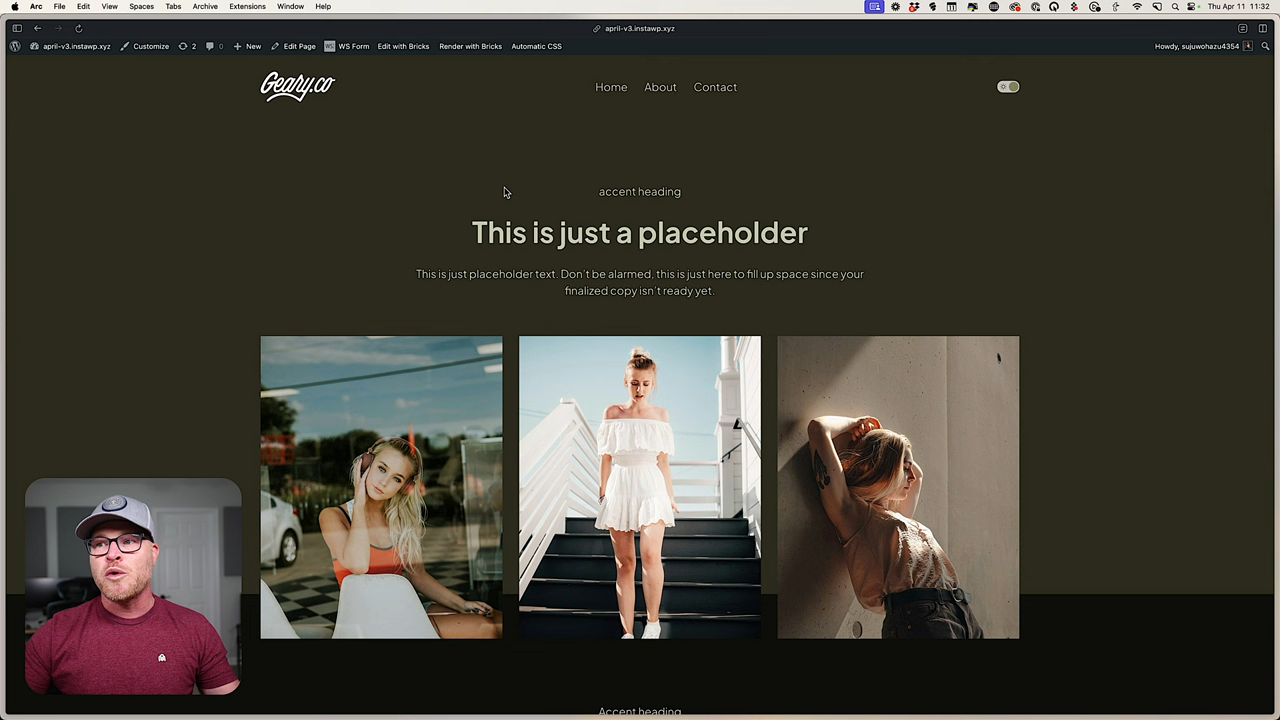 Arc File Edit View Spaces Tabs Archive Extensions Window Help
Thu Apr 11 11:32
april-v3.instawp.xyz
april-v3.instawp.xyz Customize 2 0 New Edit Page WS WS Form Edit with Bricks Render with Bricks Automatic CSS
Howdy, sujuwohazu4354
Geary.co
Home About Contact
accent heading
This is just a placeholder
This is just placeholder text. Don't be alarmed, this is just here to fill up space since your
finalized copy isn't ready yet.
Accent heading